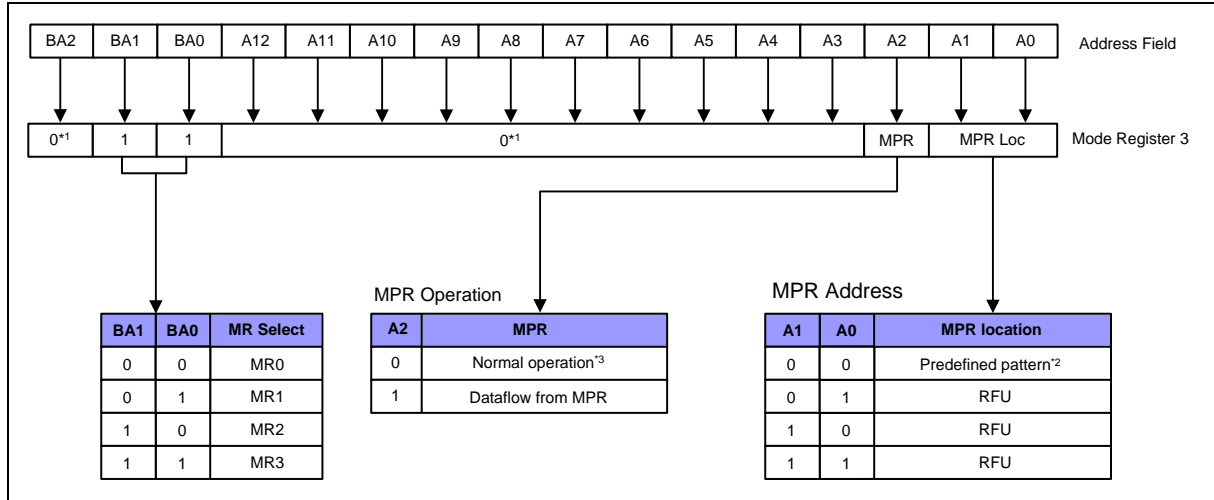 BA2 BA1 BA0 A12 A11 A10 A9 A8 A7 A6 A5 A4 A3 A2 A1 A0 Address Field
0*1 1 1 0*1 MPR MPR Loc Mode Register 3
MPR Operation
MPR Address
BA1 BA0 MR Select
0 0 MR0
0 1 MR1
1 0 MR2
1 1 MR3
A2 MPR
0 Normal operation*3
1 Dataflow from MPR
A1 A0 MPR location
0 0 Predefined pattern*2
0 1 RFU
1 0 RFU
1 1 RFU